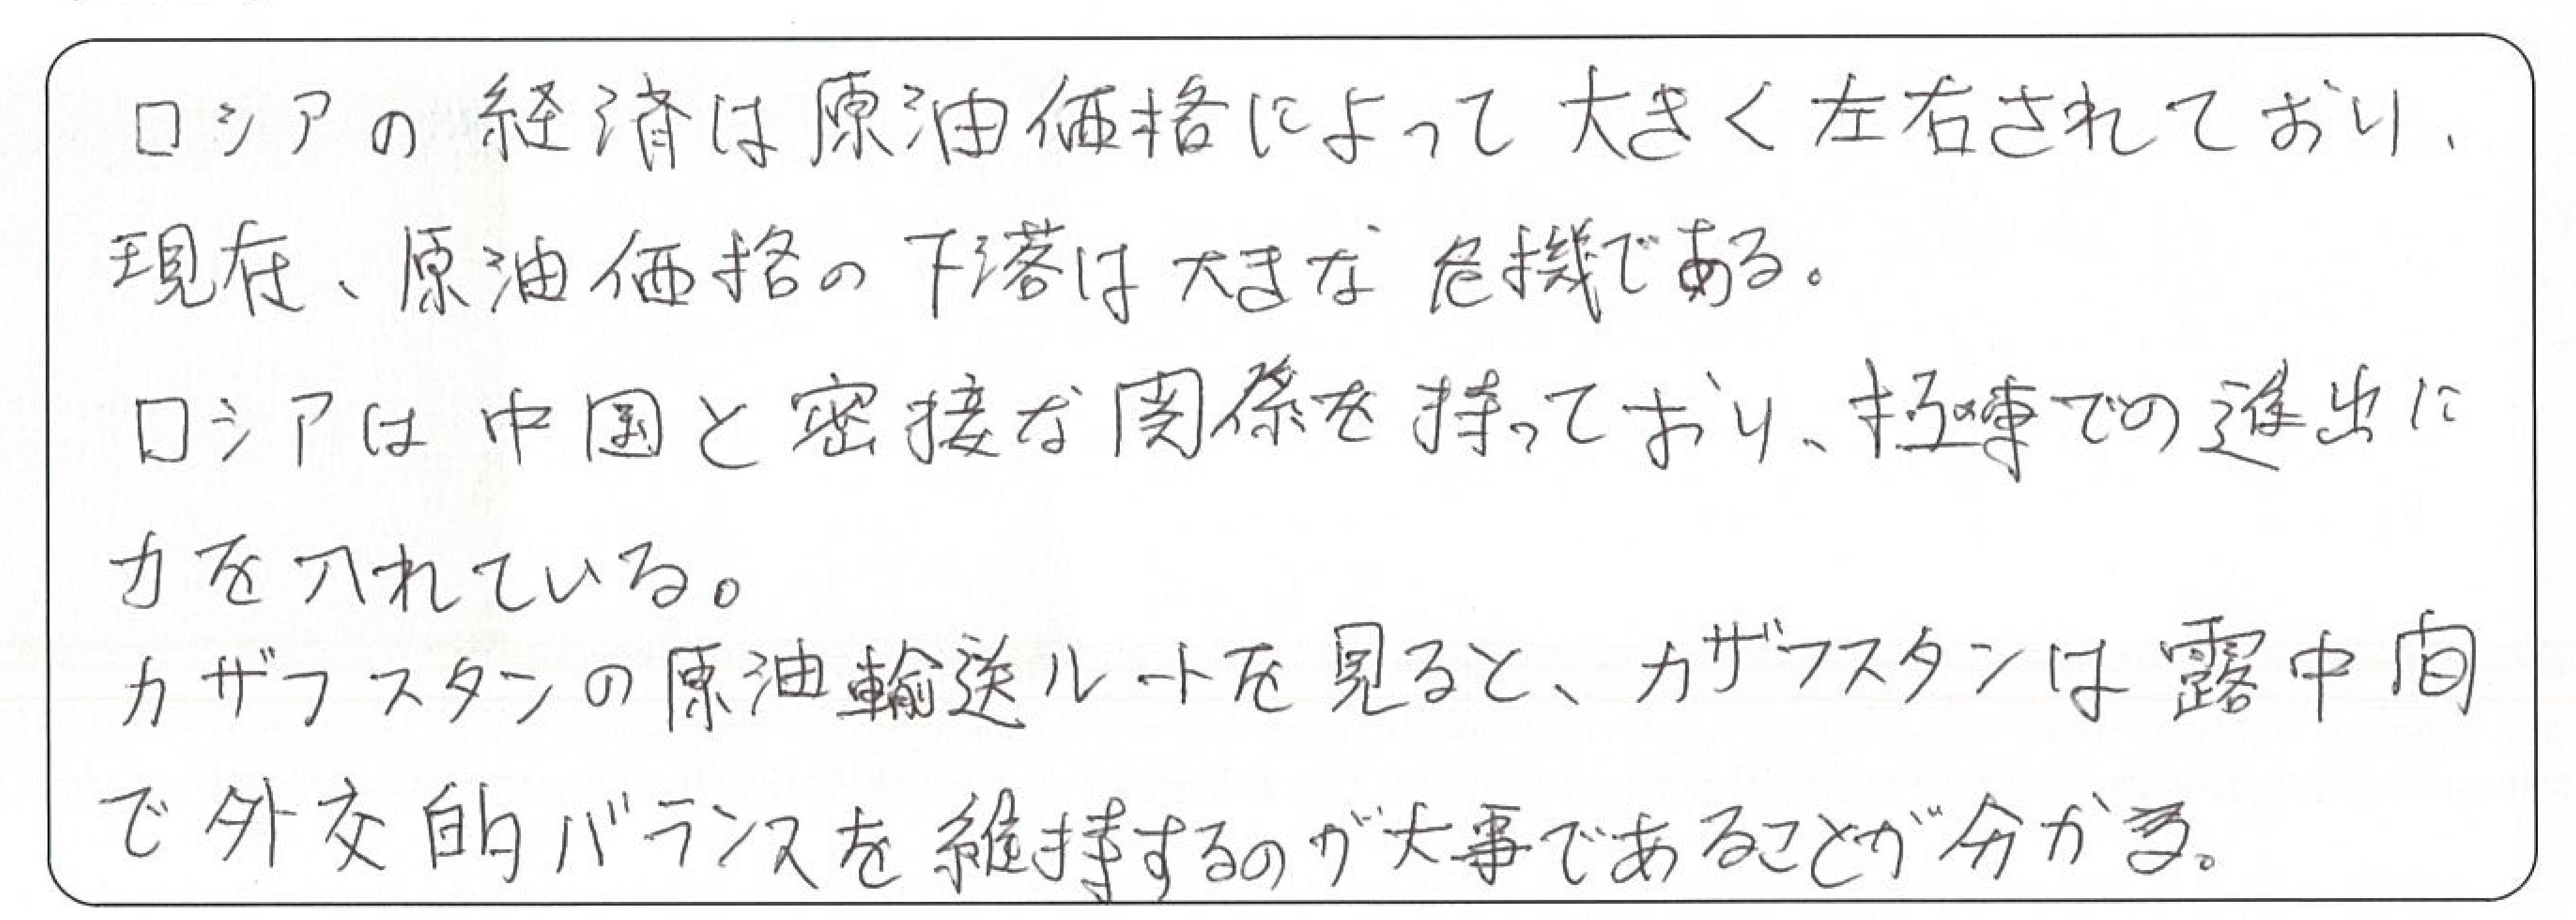 ロシアの経済は原油価格によって大きく左右されており、
現在、原油価格の下落は大きな危機である。
ロシアは中国と密接な関係を持っており、極東での進出に
力を入れている。
カザフスタンの原油輸送ルートを見ると、カザフスタンは露中間
で外交的バランスを維持するのが大事であることが分かる。